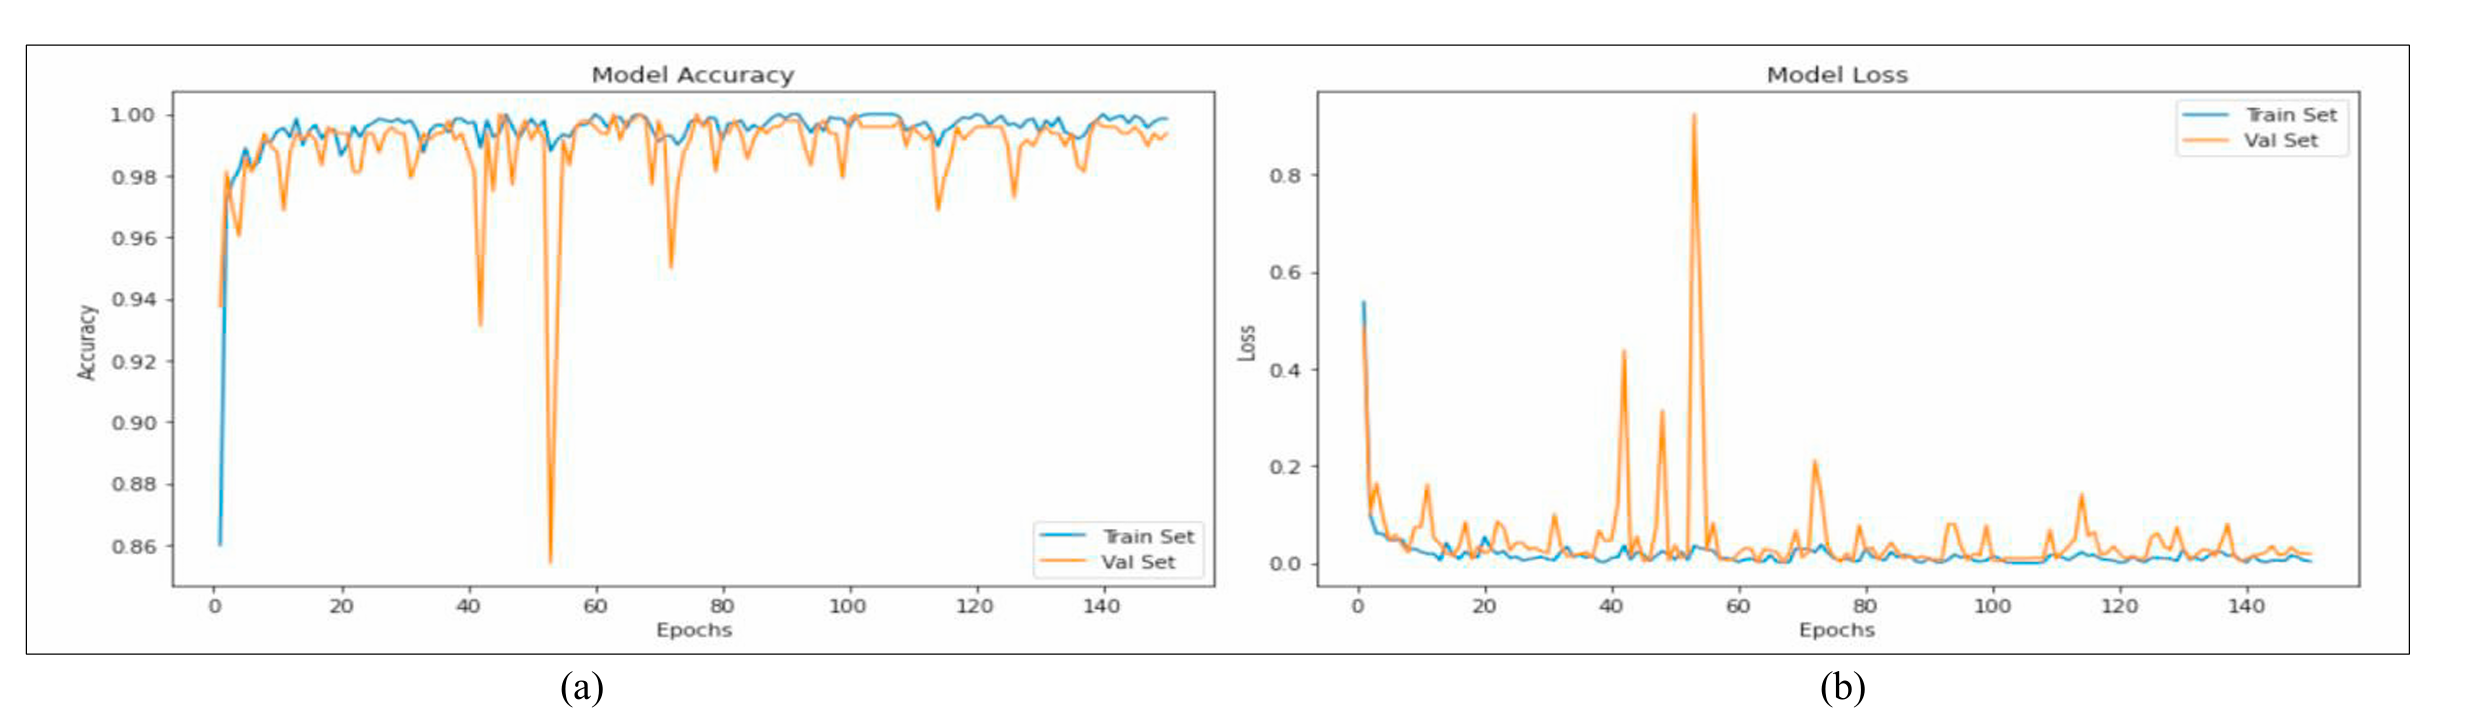 Model Accuracy
1.00
0.98
0.96
0.94
0.92
0.90
0.88
0.86
Accuracy
Train Set
Val Set
0 20 40 60 80 100 120 140
Epochs
(a)
Model Loss
0.8
0.6
0.4
0.2
0.0
Loss
Train Set
Val Set
0 20 40 60 80 100 120 140
Epochs
(b)